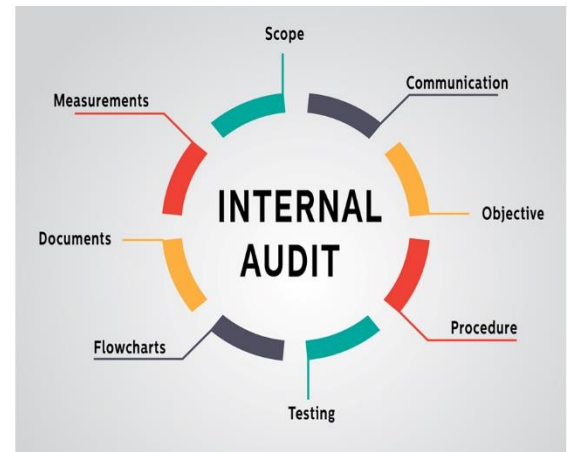 Scope
Communication
Measurements
INTERNAL
AUDIT
Objective
Documents
Procedure
Flowcharts
Testing